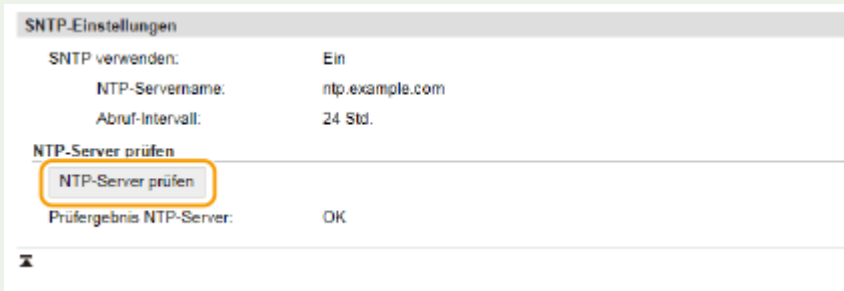 SNTP-Einstellungen
SNTP verwenden: Ein
NTP-Servername: ntp.example.com
Abruf-Intervall: 24 Std.
NTP-Server prüfen
NTP-Server prüfen
Prüfergebnis NTP-Server: OK